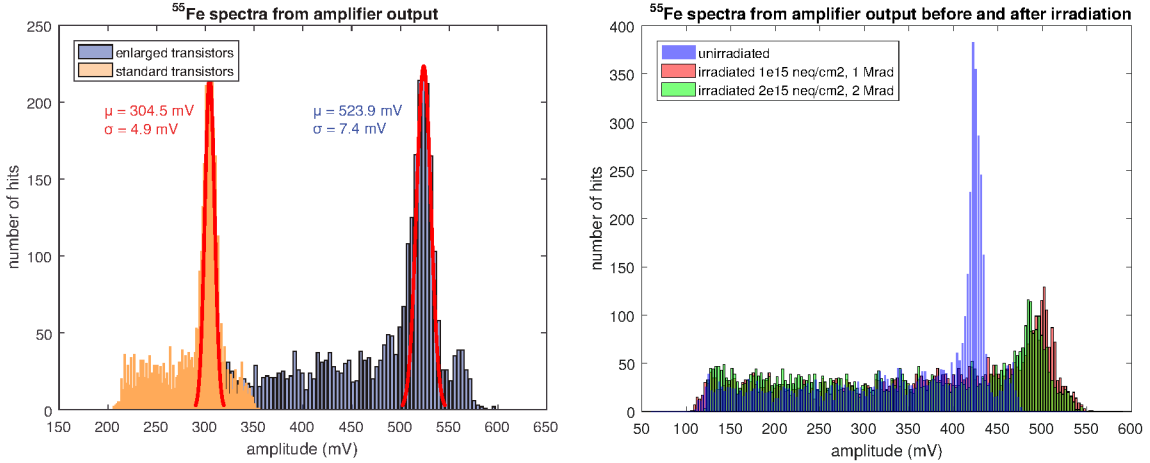 ⁵⁵Fe spectra from amplifier output
250
200
150
100
50
0
number of hits
enlarged transistors
standard transistors
μ = 304.5 mV
σ = 4.9 mV
μ = 523.9 mV
σ = 7.4 mV
150 200 250 300 350 400 450 500 550 600 650
amplitude (mV)
⁵⁵Fe spectra from amplifier output before and after irradiation
400
350
300
250
200
150
100
50
0
number of hits
unirradiated
irradiated 1e15 neq/cm2, 1 Mrad
irradiated 2e15 neq/cm2, 2 Mrad
50 100 150 200 250 300 350 400 450 500 550 600
amplitude (mV)